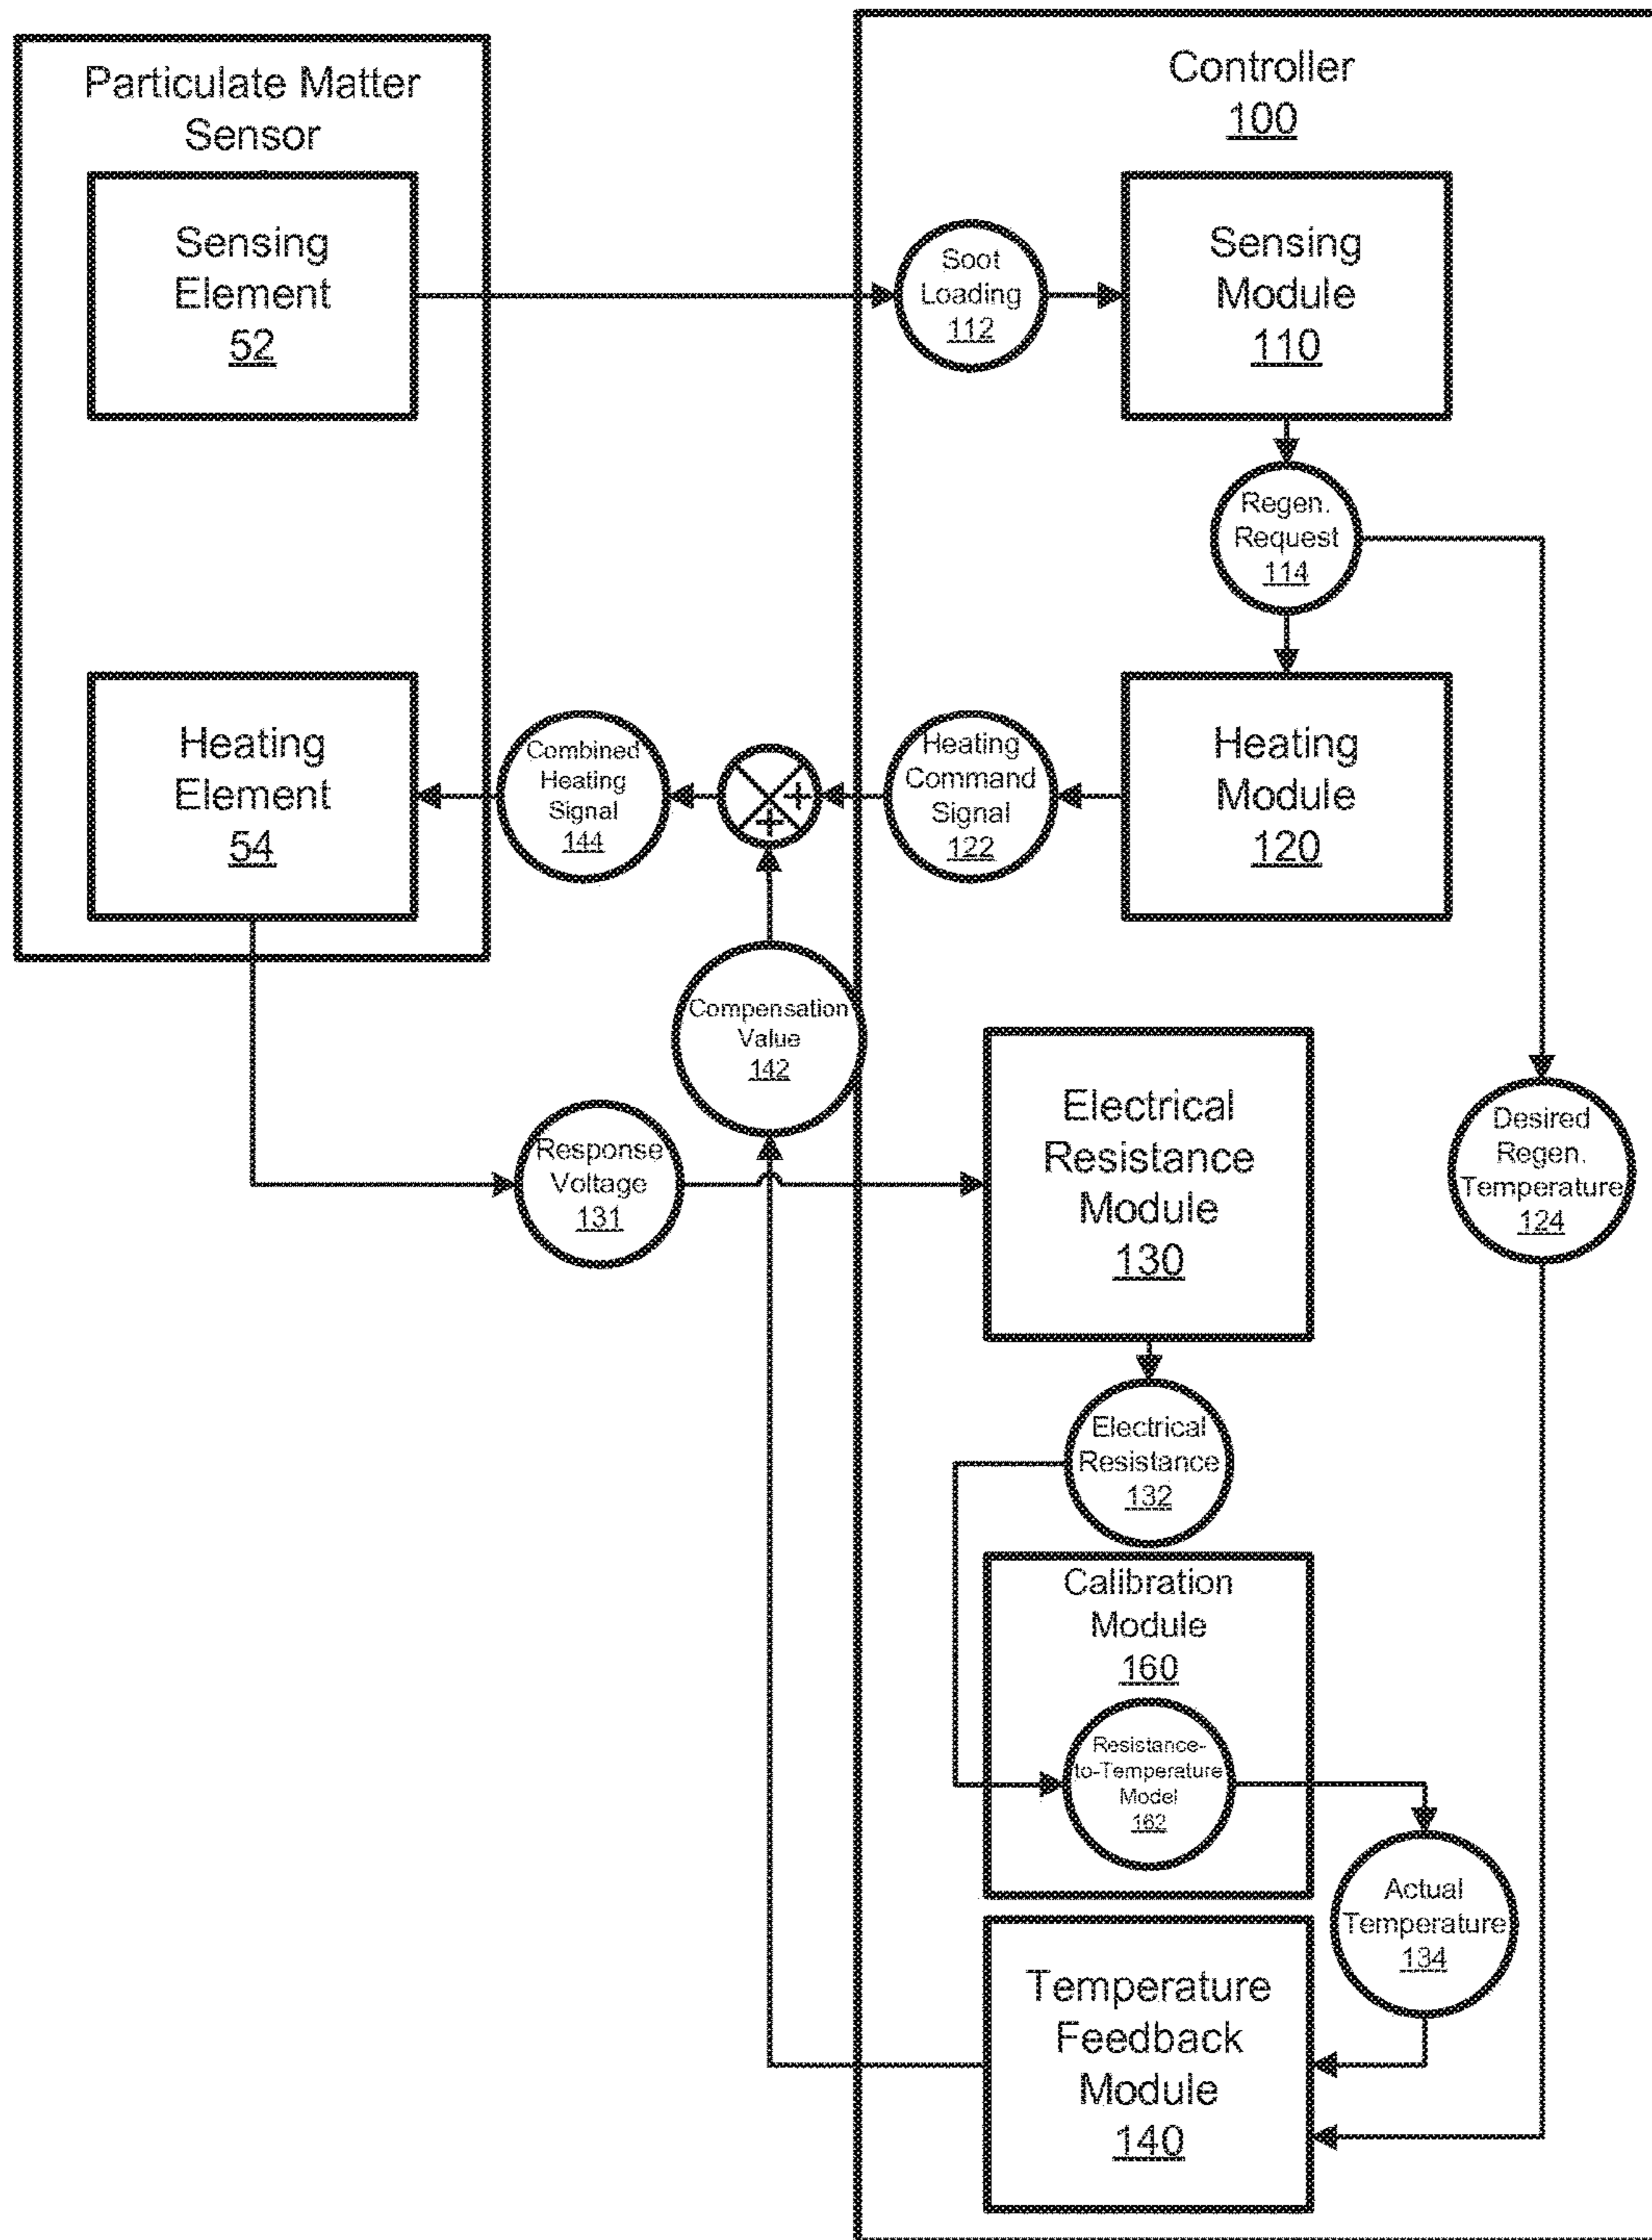 Particulate Matter
Sensor
Sensing
Element
52
Heating
Element
54
Controller
100
Soot
Loading
112
Sensing
Module
110
Regen.
Request
114
Heating
Module
120
Heating
Command
Signal
122
+
+
Combined
Heating
Signal
144
Compensation
Value
142
Response
Voltage
131
Electrical
Resistance
Module
130
Desired
Regen.
Temperature
124
Electrical
Resistance
132
Calibration
Module
160
Resistance-
to-Temperature
Model
162
Actual
Temperature
134
Temperature
Feedback
Module
140